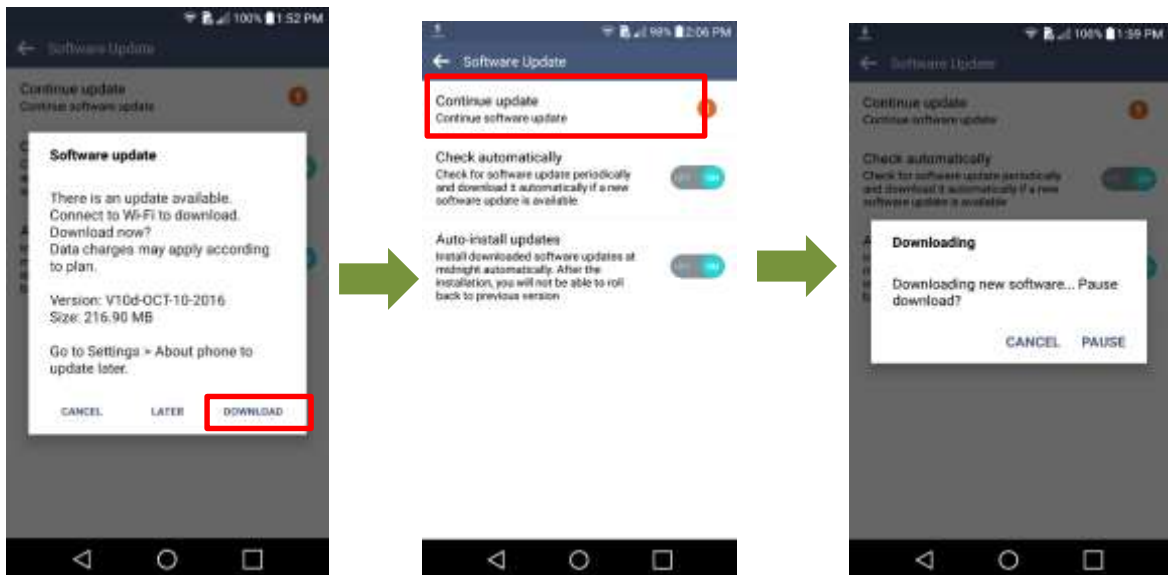 100% 1:52 PM
Software Update
Continue update
Continue software update
Software update
There is an update available.
Connect to Wi-Fi to download.
Download now?
Data charges may apply according
to plan.
Version: V10d-OCT-10-2016
Size: 216.90 MB
Go to Settings > About phone to
update later.
CANCEL LATER DOWNLOAD
98% 2:06 PM
Software Update
Continue update
Continue software update
Check automatically
Check for software update periodically
and download it automatically if a new
software update is available
Auto-install updates
Install downloaded software updates at
midnight automatically. After the
installation, you will not be able to roll
back to previous version
100% 1:59 PM
Software Update
Continue update
Continue software update
Check automatically
Check for software update periodically
and download it automatically if a new
software update is available
Downloading
Downloading new software... Pause
download?
CANCEL PAUSE